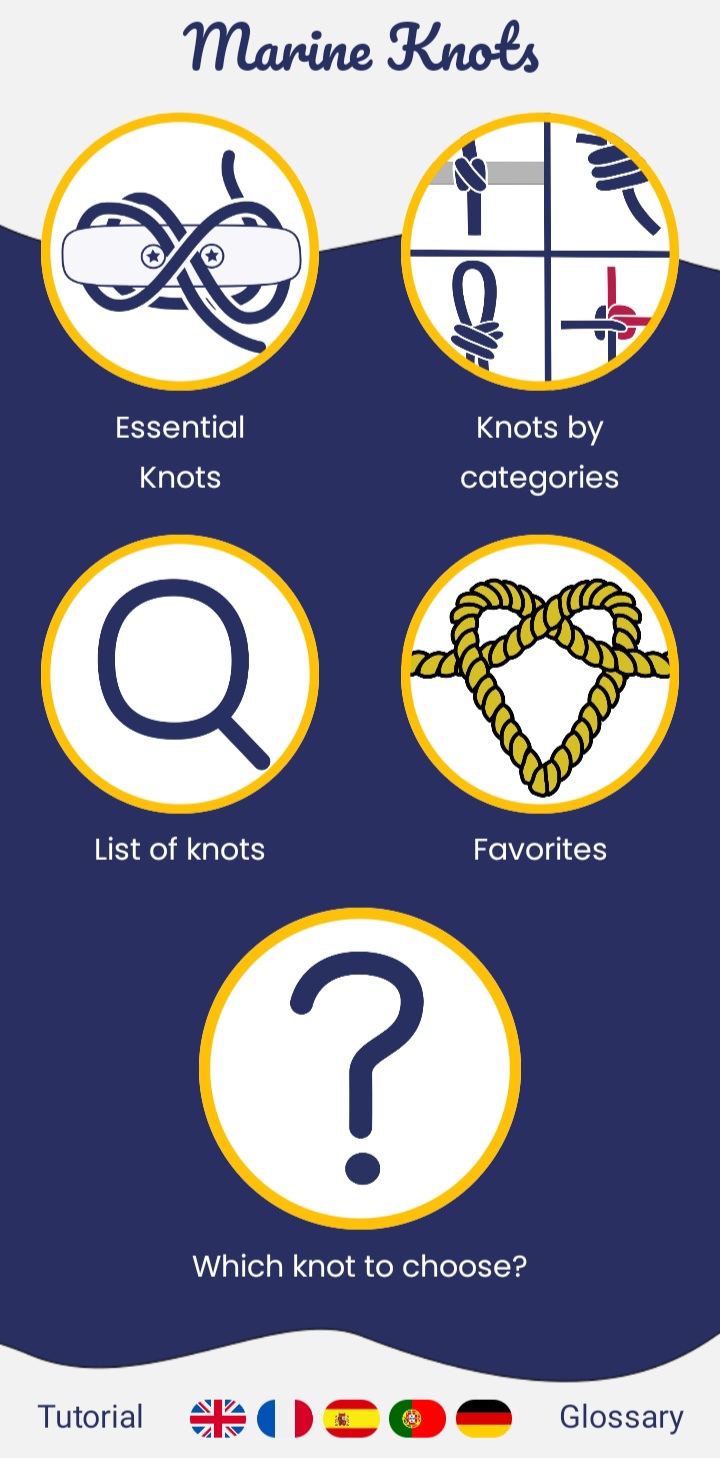 Marine Knots
Essential
Knots
Knots by
categories
List of knots
Favorites
Which knot to choose?
Tutorial
Glossary